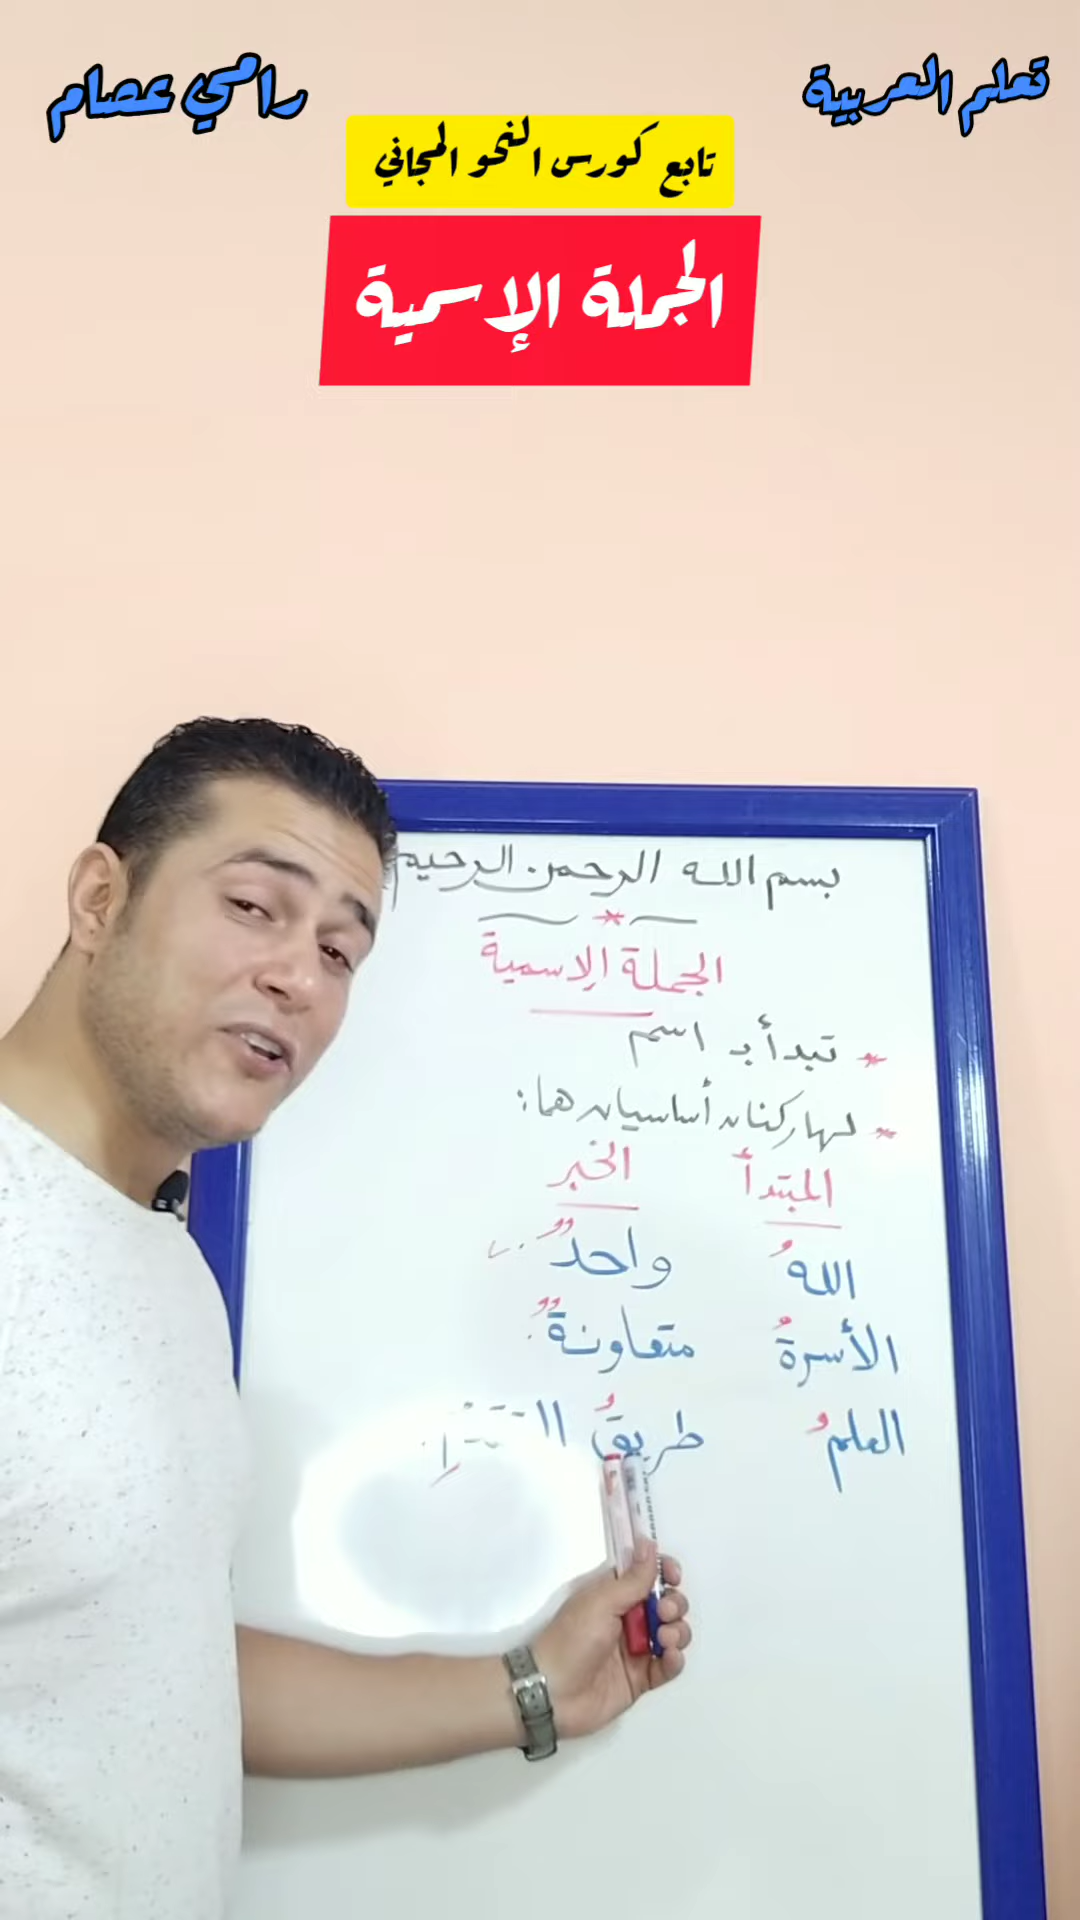 تعلم العربية
رامي عصام
تابع كورس النحو المجاني
الجملة الإسمية
بسم الله الرحمن الرحيم
الجملة الإسمية
* تبدأ بـ اسم
* لها ركنان أساسيان هما:
المبتدأ الخبر
اللهُ واحدٌ
الأسرةُ متعاونةٌ
العلمُ طريقُ